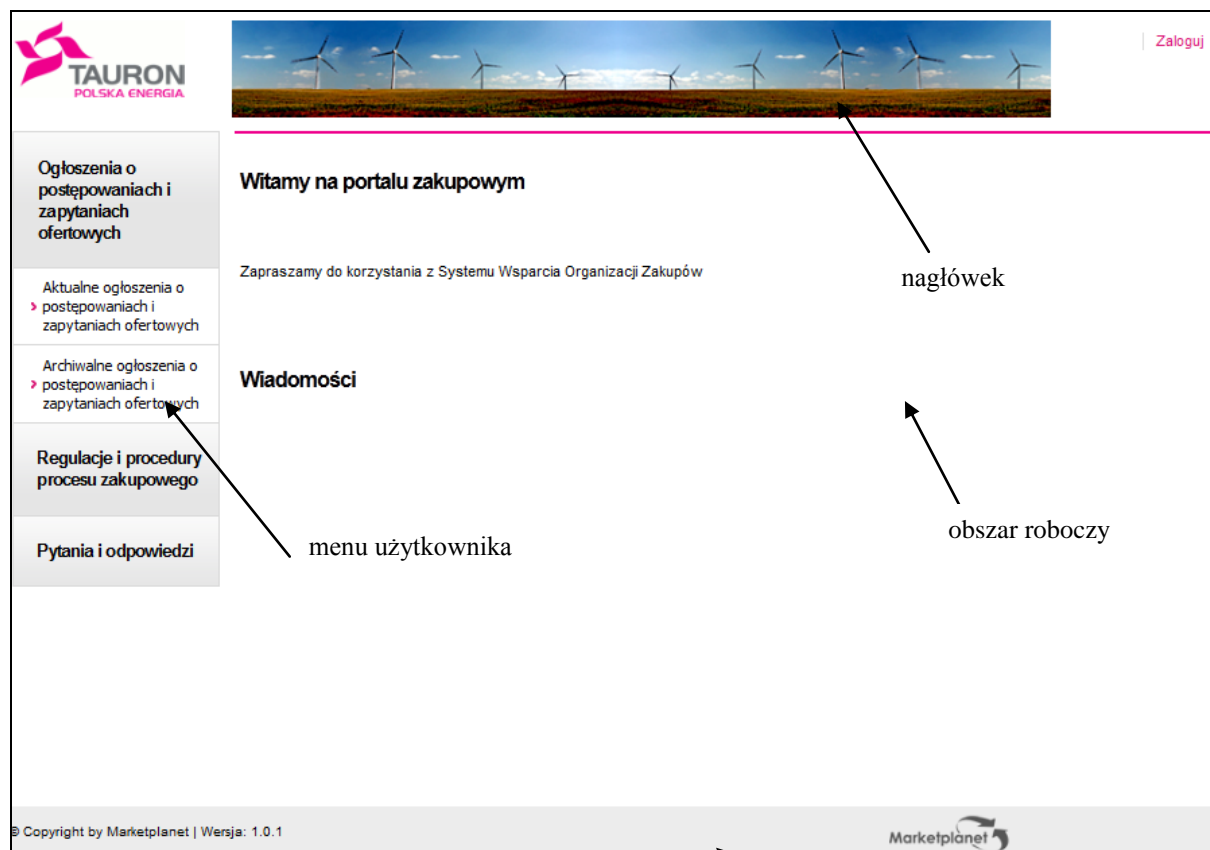 TAURON
POLSKA ENERGIA
Zaloguj
Ogłoszenia o
postępowaniach i
zapytaniach
ofertowych
Aktualne ogłoszenia o
postępowaniach i
zapytaniach ofertowych
Archiwalne ogłoszenia o
postępowaniach i
zapytaniach ofertowych
Regulacje i procedury
procesu zakupowego
Pytania i odpowiedzi
Witamy na portalu zakupowym
Zapraszamy do korzystania z Systemu Wsparcia Organizacji Zakupów
nagłówek
Wiadomości
obszar roboczy
menu użytkownika
© Copyright by Marketplanet | Wersja: 1.0.1
Marketplanet